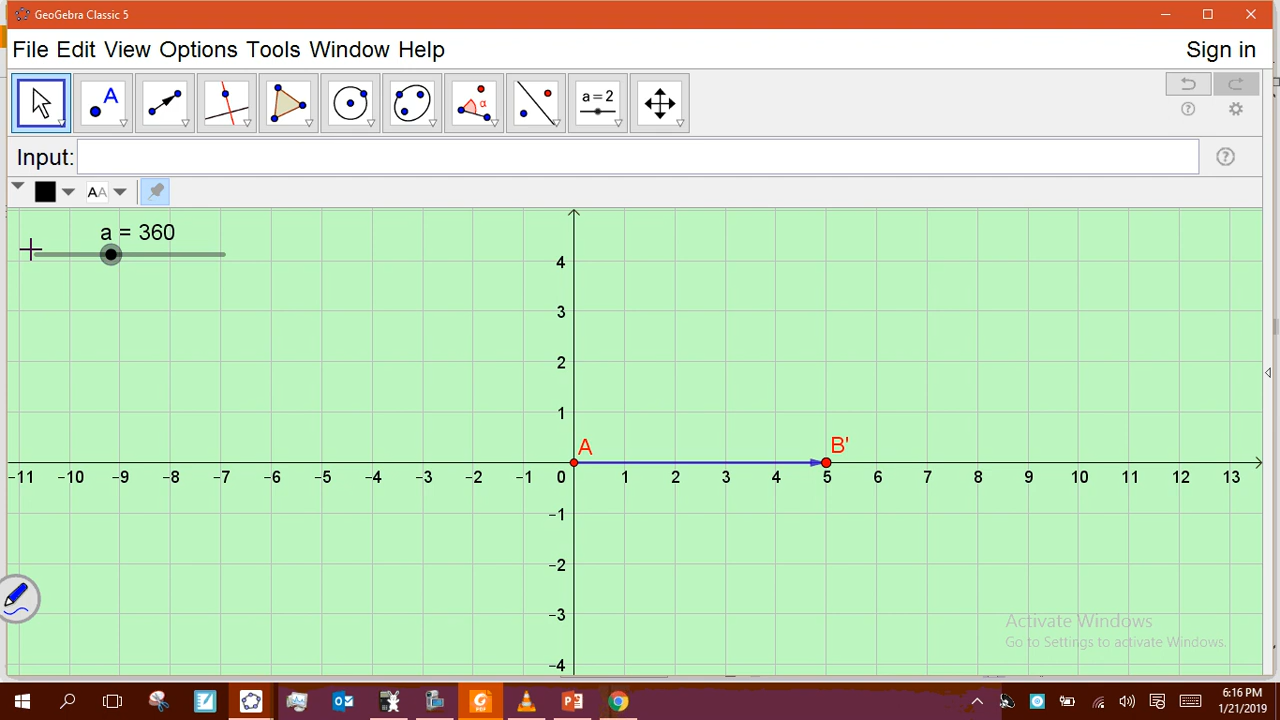 GeoGebra Classic 5
File Edit View Options Tools Window Help
Sign in
A
α
a = 2
Input:
AA
a = 360
4
3
2
1
A
B'
-11 -10 -9 -8 -7 -6 -5 -4 -3 -2 -1 0 1 2 3 4 5 6 7 8 9 10 11 12 13
-1
-2
-3
-4
Activate Windows
Go to Settings to activate Windows.
6:16 PM
1/21/2019